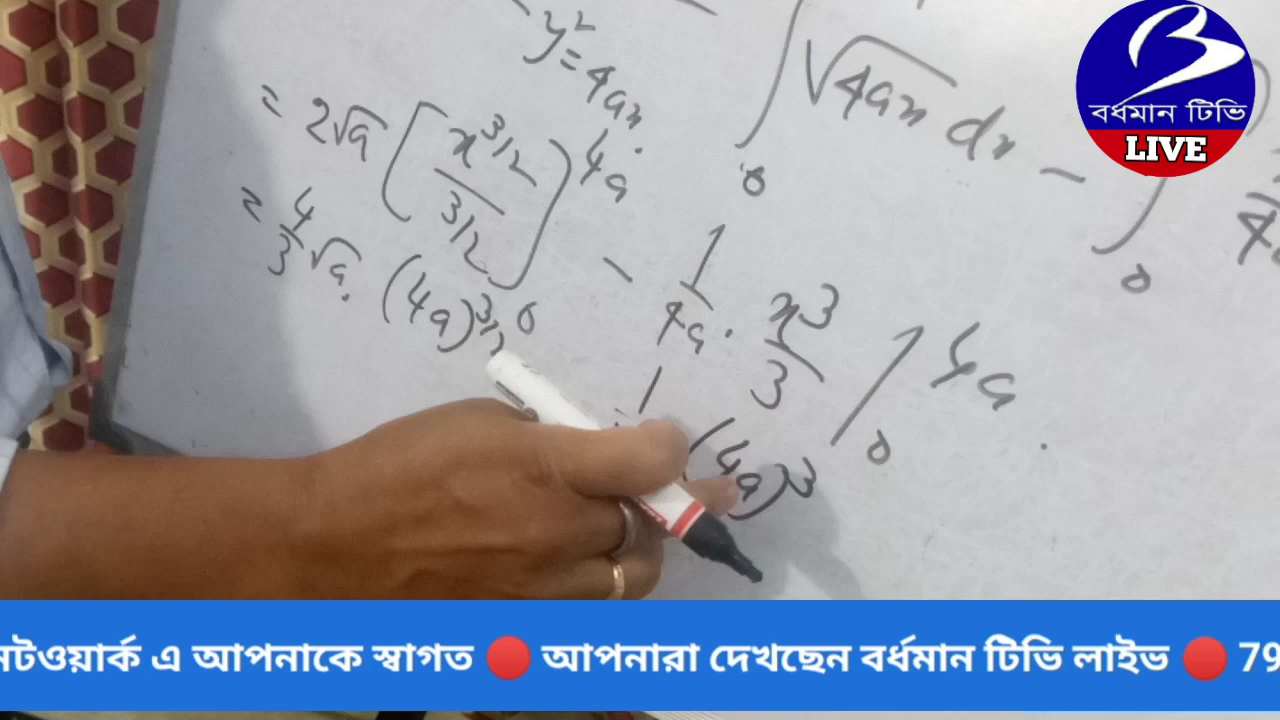 y² = 4ax.
∫₀ √4ax dx - ∫₀
= 2√a [x^3/2 / 3/2]₀^4a - 1/4a · x³/3 ]₀^4a.
= 4/3 √a. (4a)^3/2 (4a)³
বর্ধমান টিভি
LIVE
এ আপনাকে স্বাগত 🔴 আপনারা দেখছেন বর্ধমান টিভি লাইভ 🔴 79